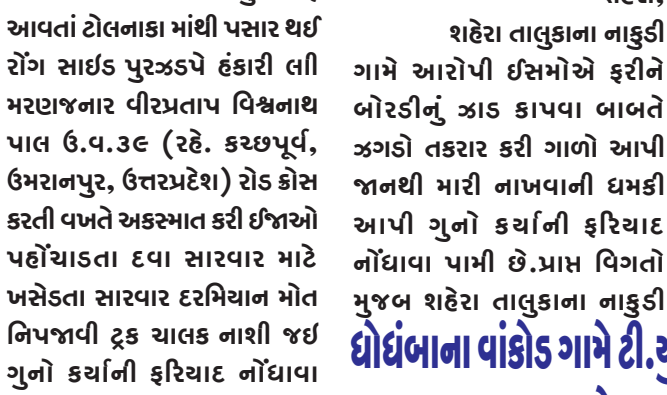 આવતાં ટોલનાકા માંથી પસાર થઈ
રોંગ સાઇડ પુરઝડપે હંકારી લાી
મરણજનાર વીરપ્રતાપ વિશ્વનાથ
પાલ ઉ.વ.૩૯ (રહે. કચ્છપૂર્વ,
ઉમરાનપુર, ઉત્તરપ્રદેશ) રોડ ક્રોસ
કરતી વખતે અકસ્માત કરી ઈજાઓ
પહોંચાડતા દવા સારવાર માટે
ખસેડતા સારવાર દરમિયાન મોત
નિપજાવી ટ્રક ચાલક નાશી જઇ
ગુનો કર્યાની ફરિયાદ નોંધાવા
શહેરા તાલુકાના નાકુડી
ગામે આરોપી ઈસમોએ ફરીને
બોરડીનું ઝાડ કાપવા બાબતે
ઝગડો તકરાર કરી ગાળો આપી
જાનથી મારી નાખવાની ધમકી
આપી ગુનો કર્યાની ફરિયાદ
નોંધાવા પામી છે.પ્રાપ્ત વિગતો
મુજબ શહેરા તાલુકાના નાકુડી
ઘોઘંબાના વાંકોડ ગામે ટી.